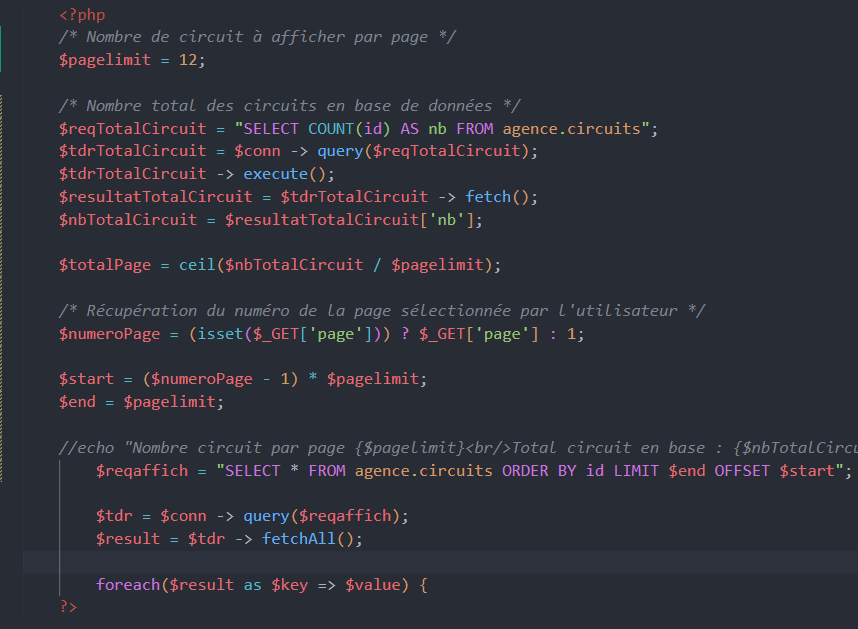 <?php
/* Nombre de circuit à afficher par page */
$pagelimit = 12;
/* Nombre total des circuits en base de données */
$reqTotalCircuit = "SELECT COUNT(id) AS nb FROM agence.circuits";
$tdrTotalCircuit = $conn -> query($reqTotalCircuit);
$tdrTotalCircuit -> execute();
$resultatTotalCircuit = $tdrTotalCircuit -> fetch();
$nbTotalCircuit = $resultatTotalCircuit['nb'];
$totalPage = ceil($nbTotalCircuit / $pagelimit);
/* Récupération du numéro de la page sélectionnée par l'utilisateur */
$numeroPage = (isset($_GET['page'])) ? $_GET['page'] : 1;
$start = ($numeroPage - 1) * $pagelimit;
$end = $pagelimit;
//echo "Nombre circuit par page {$pagelimit}<br/>Total circuit en base : {$nbTotalCircu
$reqaffich = "SELECT * FROM agence.circuits ORDER BY id LIMIT $end OFFSET $start";
$tdr = $conn -> query($reqaffich);
$result = $tdr -> fetchAll();
foreach($result as $key => $value) {
?>